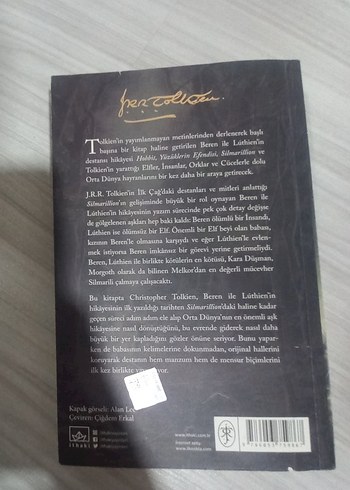 J.R.R. Tolkien
Tolkien'in yayımlanmayan metinlerinden derlenerek başlı
başına bir kitap haline getirilen Beren ile Lúthien'in
destanın hikâyesi. Hobbit, Yüzüklerin Efendisi, Silmarillion ve
Tolkien'in yarattığı Elfler, İnsanlar, Orklar ve Cücelerle dolu
Orta Dünya hayranlarını bir kez daha bir araya getirecek.
J.R.R. Tolkien'in İlk Çağ'daki destanları ve mitleri anlattığı
Silmarillion'ın gelişiminde büyük bir rol oynayan Beren ile
Lúthien'in hikâyesinin yazım sürecinde pek çok detay değişse
de gölgelenen aşkları hep baki kaldı: Beren ölümlü bir İnsandı,
Lúthien ise ölümsüz bir Elf. Önemli bir Elf beyi olan babası,
kızının Beren'le olmasına karşıydı ve eğer Lúthien'le evlen-
mek istiyorsa Beren imkânsız bir görevi yerine getirmeliydi.
Beren, Lúthien ile birlikte kötülerin en kötüsü, Kara Düşman,
Morgoth olarak da bilinen Melkor'dan en değerli mücevher
Silmarili çalmaya çalışacaktı.
Bu kitapta Christopher Tolkien, Beren ile Lúthien'in
hikâyesinin ilk yazıldığı tarihten Silmarillion'daki haline kadar
geçen süreci adım adım ele alıp Orta Dünya'nın en önemli aşk
hikâyesine nasıl dönüştüğünü, bu evrende giderek nasıl daha
büyük bir yer kapladığını gözler önüne seriyor. Bunu yapar-
ken de babasının kelimelerine dokunmadan, orijinal hallerini
koruyarak destanın hem manzum hem de mensur biçimlerini
ilk kez birlikte
Kapak görseli: Alan Lee
Çeviren: Çiğdem Erkal
ithaki
www.ithaki.com.tr